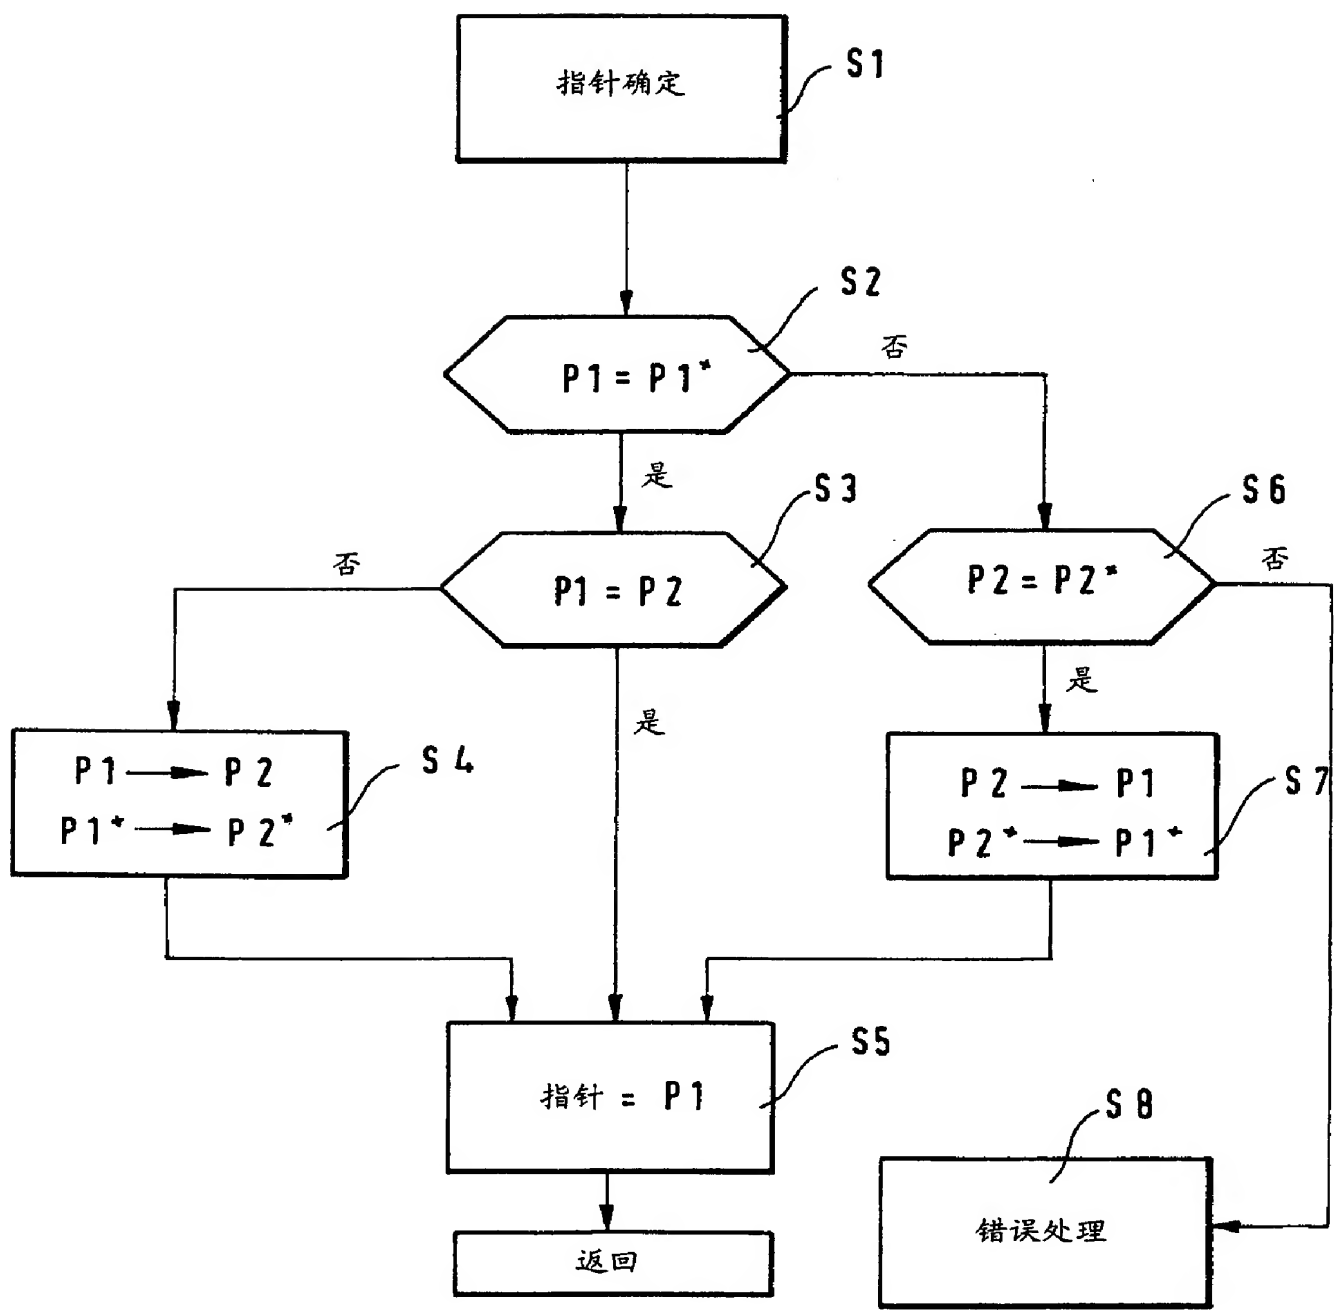 指针确定
S1
S2
P1 = P1*
否
是
S3
P1 = P2
否
是
S6
P2 = P2*
否
是
P1 → P2
P1* → P2*
S4
P2 → P1
P2* → P1*
S7
指针 = P1
S5
返回
S8
错误处理